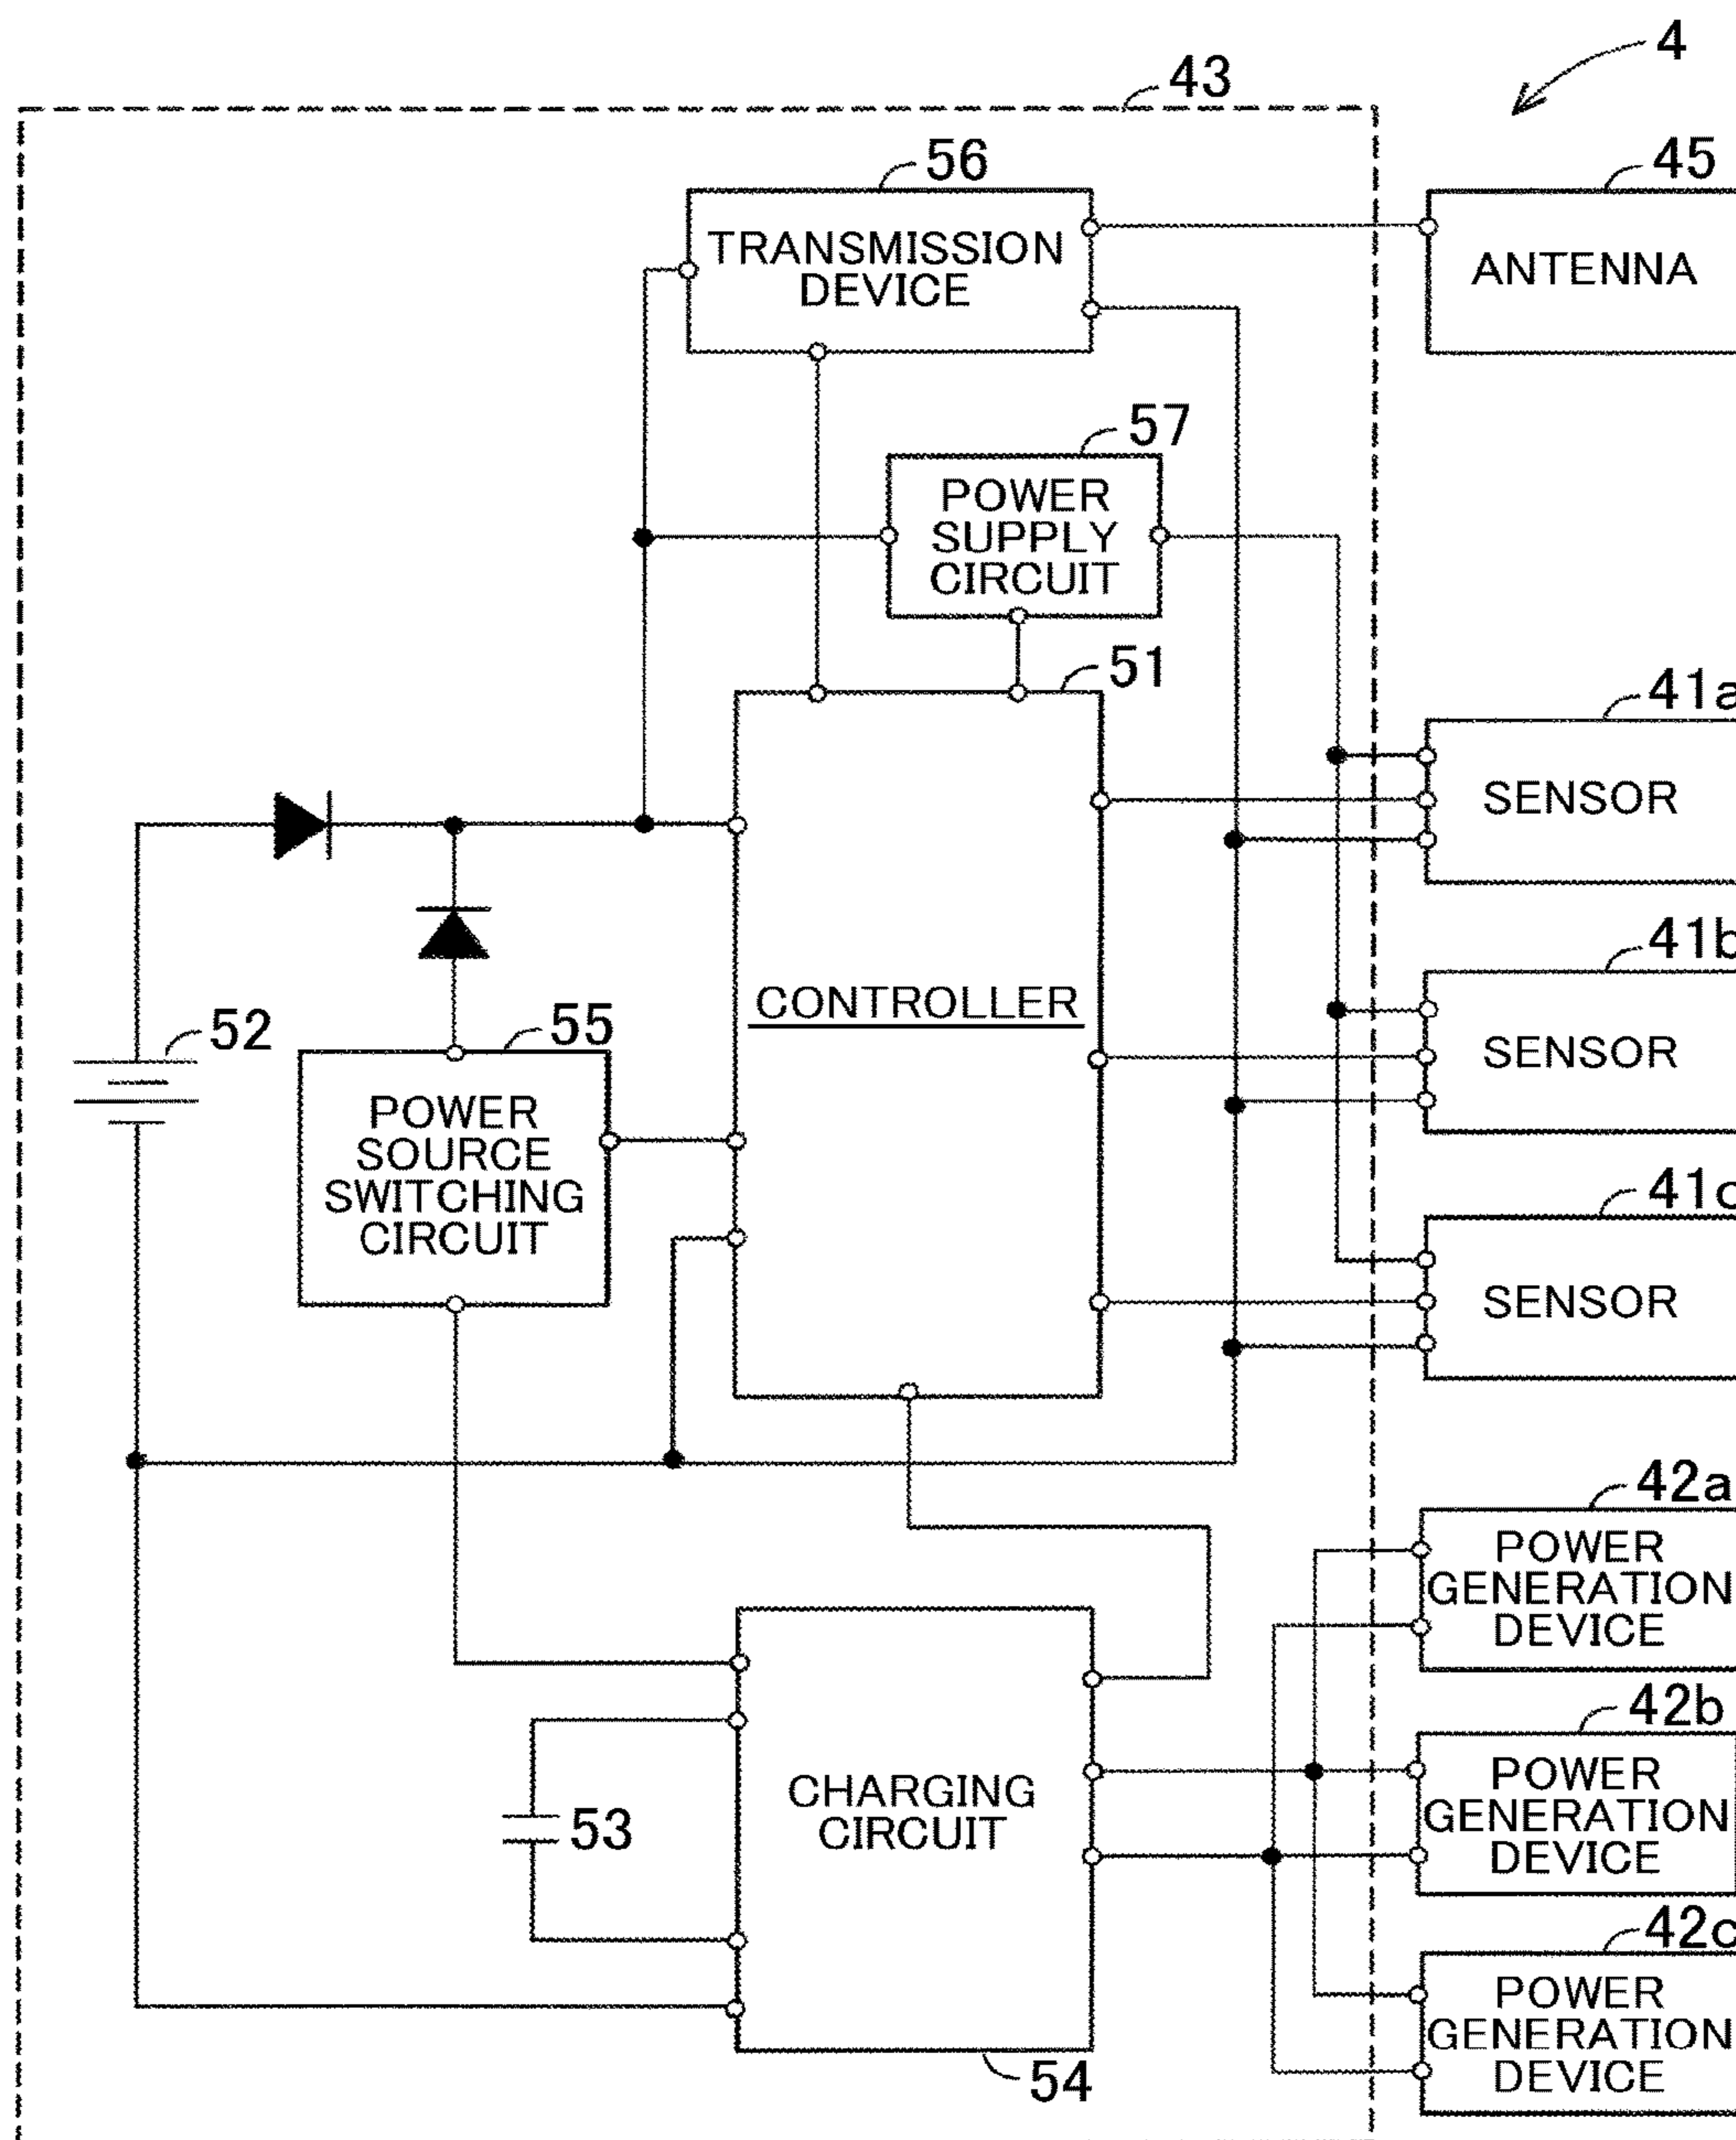 4
43
56
45
TRANSMISSION
DEVICE
ANTENNA
57
POWER
SUPPLY
CIRCUIT
51
41a
SENSOR
41b
CONTROLLER
52
55
SENSOR
POWER
SOURCE
SWITCHING
CIRCUIT
41c
SENSOR
42a
POWER
GENERATION
DEVICE
42b
POWER
GENERATION
DEVICE
CHARGING
CIRCUIT
53
42c
POWER
GENERATION
DEVICE
54